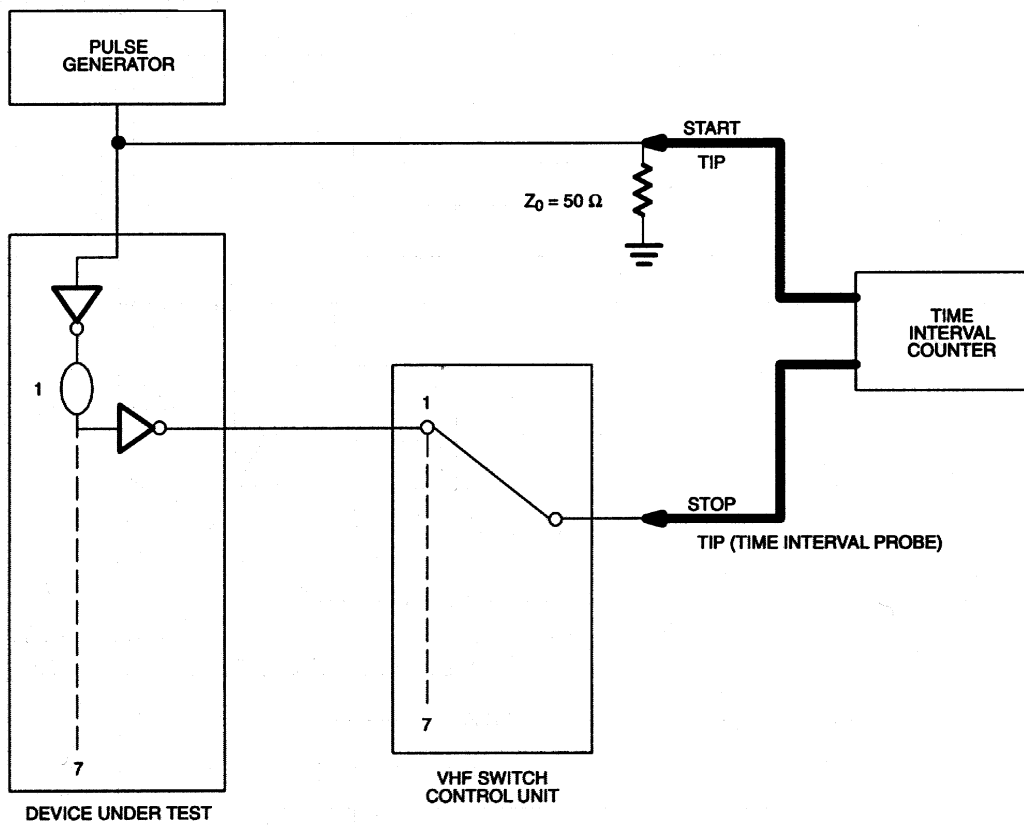 PULSE
GENERATOR
START
TIP
Z0 = 50 Ω
TIME
INTERVAL
COUNTER
1
1
STOP
TIP (TIME INTERVAL PROBE)
7
7
VHF SWITCH
CONTROL UNIT
DEVICE UNDER TEST